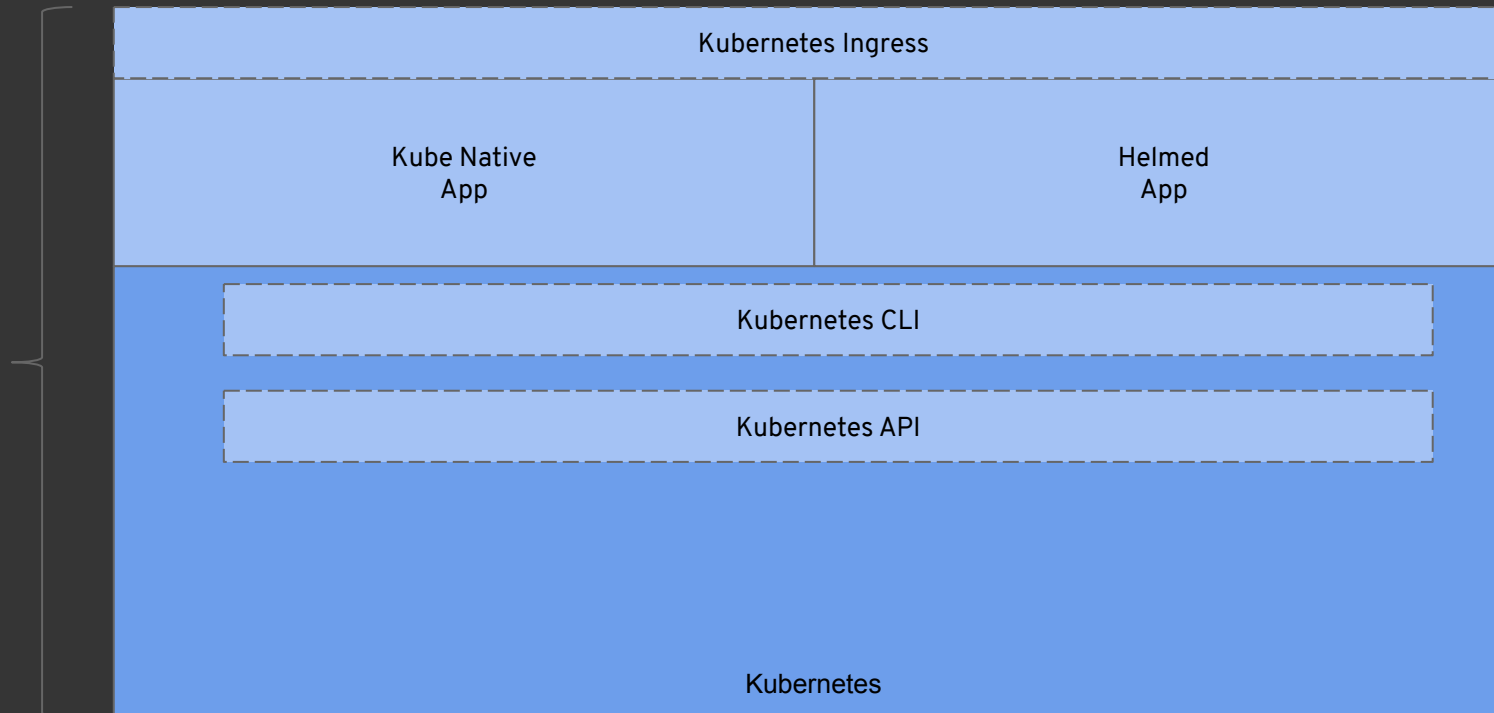 Kubernetes Ingress
Kube Native
App
Helmed
App
Kubernetes CLI
Kubernetes API
Kubernetes